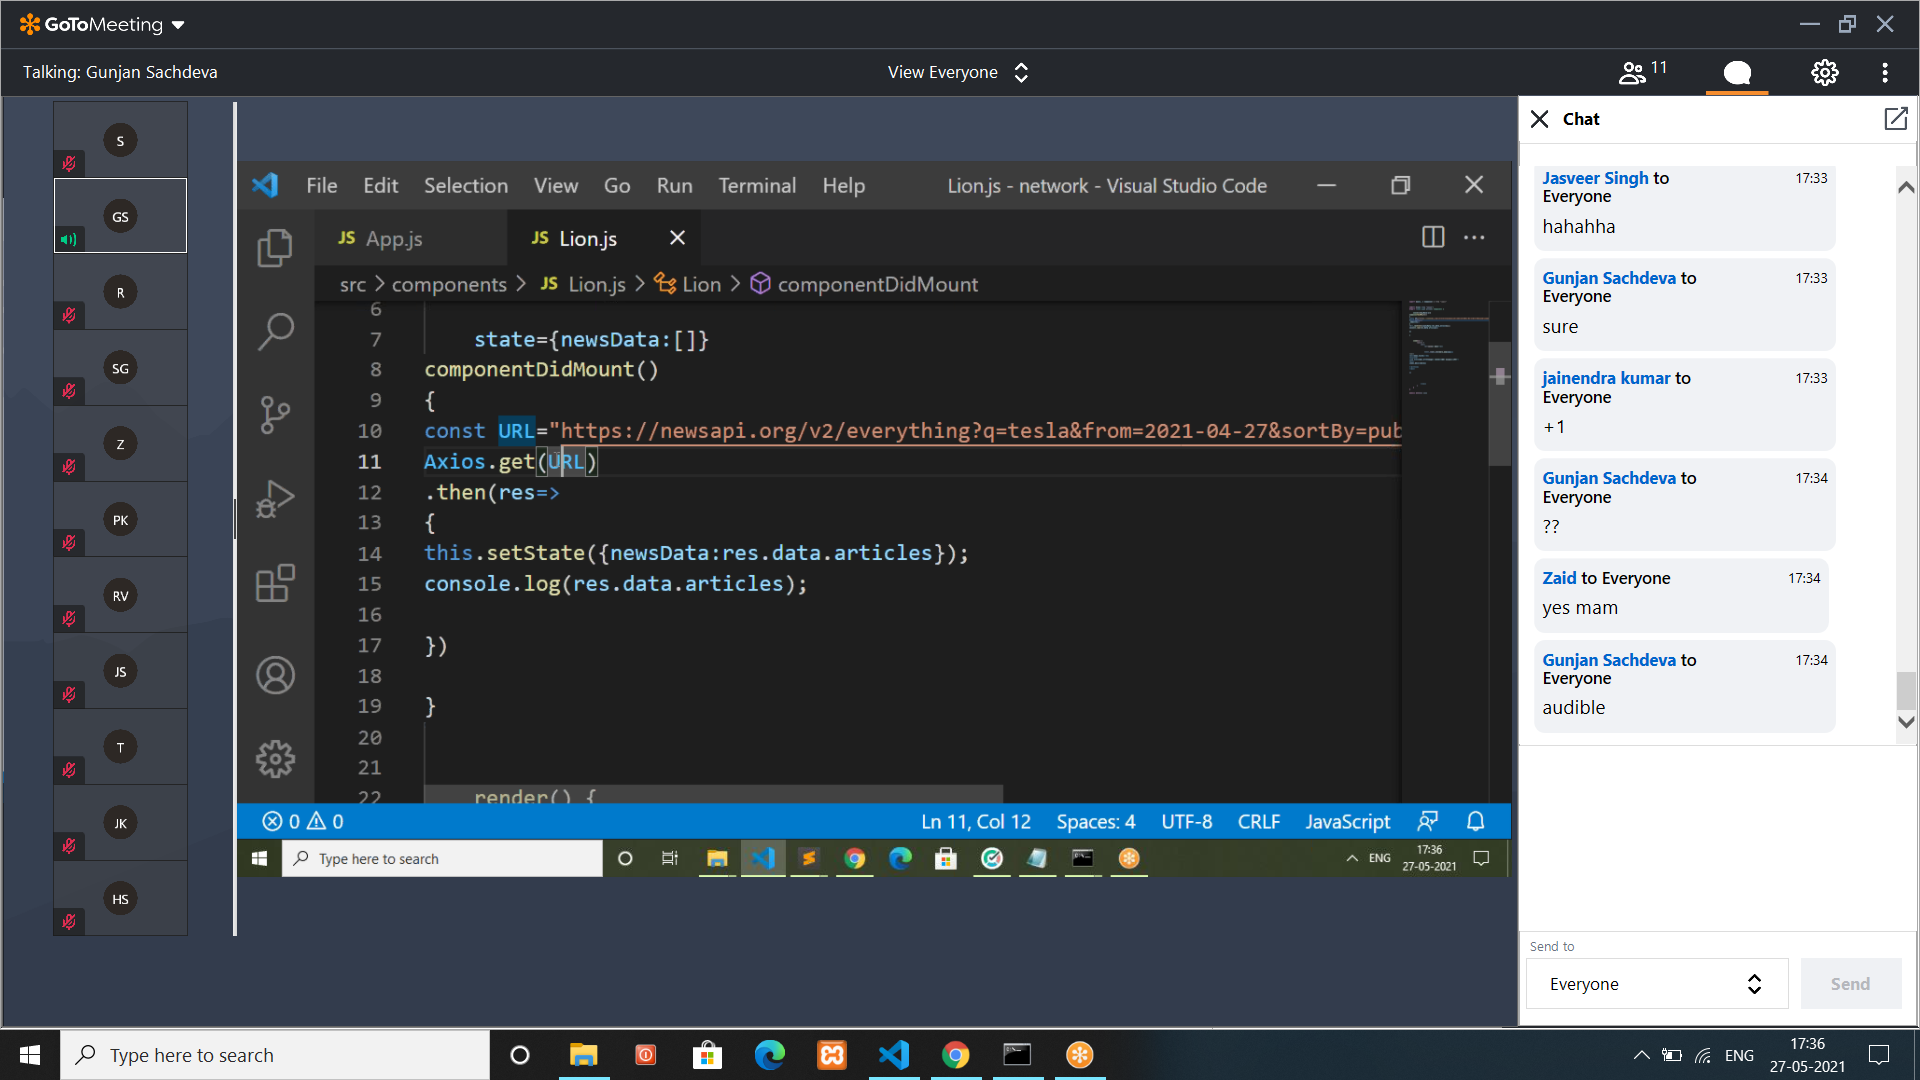 GoToMeeting
Talking: Gunjan Sachdeva
View Everyone
11
S
GS
R
SG
Z
PK
RV
JS
T
JK
HS
File Edit Selection View Go Run Terminal Help
Lion.js - network - Visual Studio Code
JS App.js
JS Lion.js
src > components > JS Lion.js > Lion > componentDidMount
6
7 state={newsData:[]}
8 componentDidMount()
9 {
10 const URL="https://newsapi.org/v2/everything?q=tesla&from=2021-04-27&sortBy=pub
11 Axios.get(URL)
12 .then(res=>
13 {
14 this.setState({newsData:res.data.articles});
15 console.log(res.data.articles);
16
17 })
18
19 }
20
21
22 render() {
0 0
Ln 11, Col 12 Spaces: 4 UTF-8 CRLF JavaScript
Type here to search
ENG
17:36
27-05-2021
Chat
Jasveer Singh to Everyone 17:33
hahahha
Gunjan Sachdeva to Everyone 17:33
sure
jainendra kumar to Everyone 17:33
+1
Gunjan Sachdeva to Everyone 17:34
??
Zaid to Everyone 17:34
yes mam
Gunjan Sachdeva to Everyone 17:34
audible
Send to
Everyone
Send
Type here to search
ENG
17:36
27-05-2021